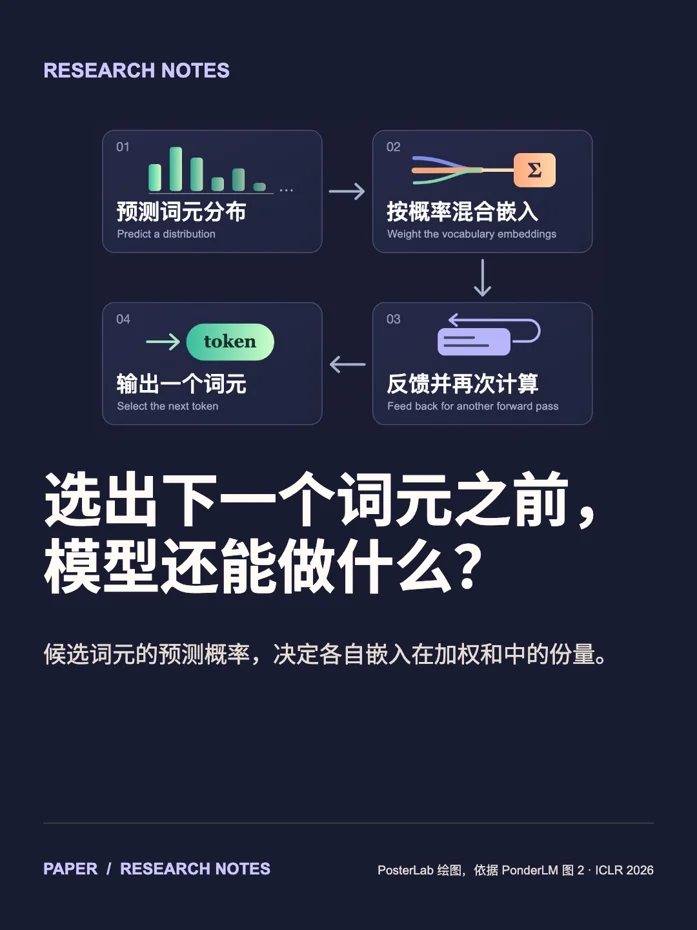 RESEARCH NOTES
01
预测词元分布
Predict a distribution
02
Σ
按概率混合嵌入
Weight the vocabulary embeddings
03
反馈并再次计算
Feed back for another forward pass
04
token
输出一个词元
Select the next token
选出下一个词元之前，
模型还能做什么？
候选词元的预测概率，决定各自嵌入在加权和中的份量。
PAPER / RESEARCH NOTES
PosterLab 绘图，依据 PonderLM 图 2 · ICLR 2026